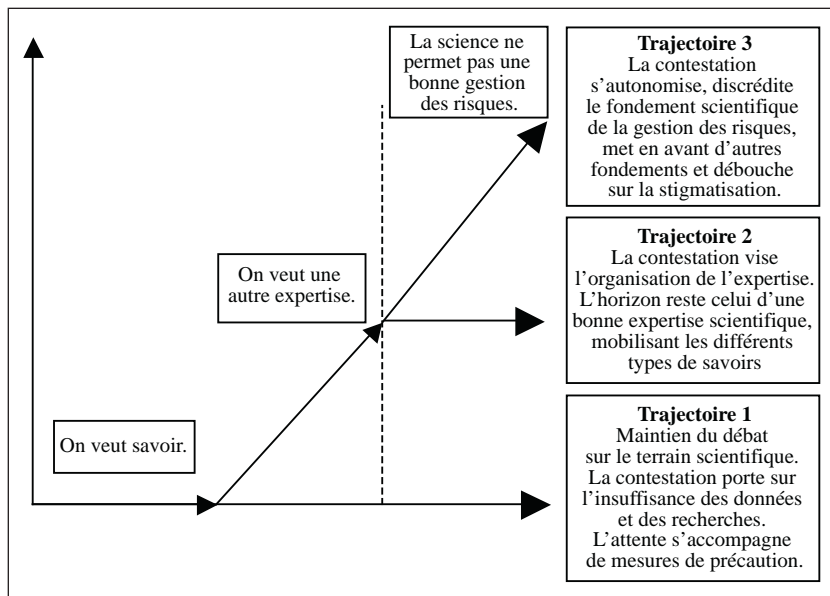 La science ne
permet pas une
bonne gestion
des risques.
Trajectoire 3
La contestation
s’autonomise, discrédite
le fondement scientifique
de la gestion des risques,
met en avant d’autres
fondements et débouche
sur la stigmatisation.
On veut une
autre expertise.
Trajectoire 2
La contestation vise
l’organisation de l’expertise.
L’horizon reste celui d’une
bonne expertise scientifique,
mobilisant les différents
types de savoirs
On veut savoir.
Trajectoire 1
Maintien du débat
sur le terrain scientifique.
La contestation porte sur
l’insuffisance des données
et des recherches.
L’attente s’accompagne
de mesures de précaution.